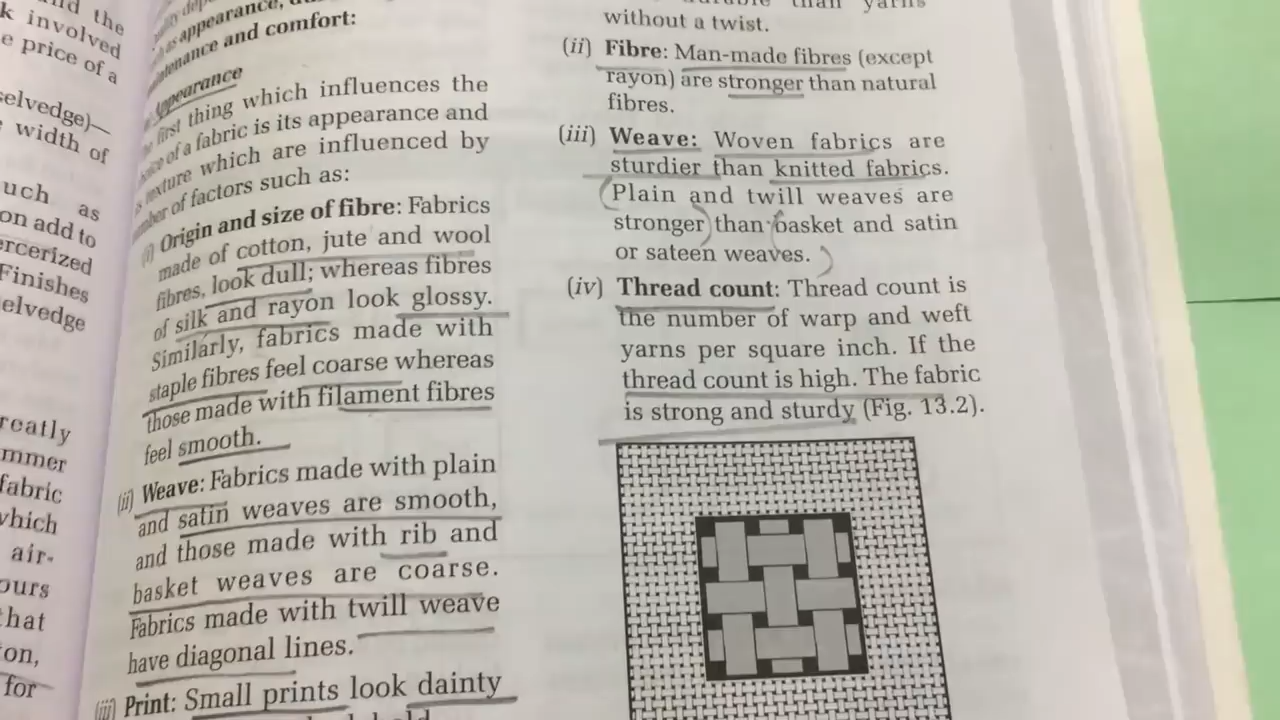 nd the
k involved
e price of a
selvedge)—
width of
uch as
on add to
ercerized
Finishes
elvedge
reatly
mmer
fabric
which
air-
ours
that
on,
for
as appearance,
tenance and comfort:
Appearance
first thing which influences the
of a fabric is its appearance and
texture which are influenced by
number of factors such as:
(i) Origin and size of fibre: Fabrics
made of cotton, jute and wool
fibres, look dull; whereas fibres
of silk and rayon look glossy.
Similarly, fabrics made with
staple fibres feel coarse whereas
those made with filament fibres
feel smooth.
(ii) Weave: Fabrics made with plain
and satin weaves are smooth,
and those made with rib and
basket weaves are coarse.
Fabrics made with twill weave
have diagonal lines.
(iii) Print: Small prints look dainty
than yarns
without a twist.
(ii) Fibre: Man-made fibres (except
rayon) are stronger than natural
fibres.
(iii) Weave: Woven fabrics are
sturdier than knitted fabrics.
Plain and twill weaves are
stronger than basket and satin
or sateen weaves.
(iv) Thread count: Thread count is
the number of warp and weft
yarns per square inch. If the
thread count is high. The fabric
is strong and sturdy (Fig. 13.2).